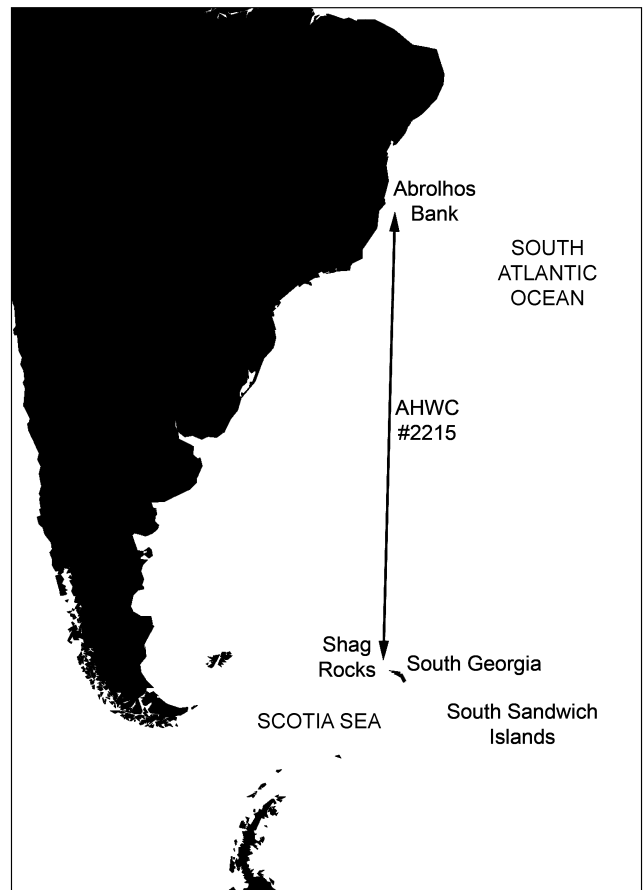 Abrolhos
Bank
SOUTH
ATLANTIC
OCEAN
AHWC
#2215
Shag
Rocks
South Georgia
South Sandwich
Islands
SCOTIA SEA